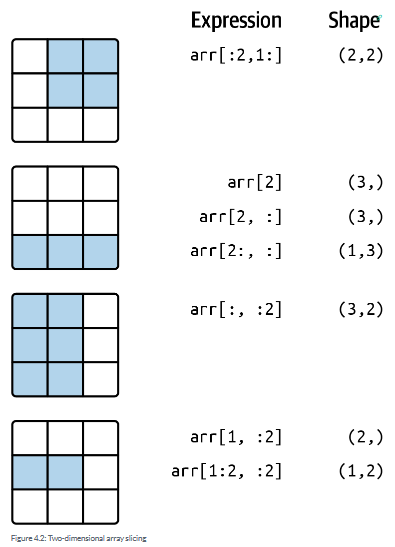 Expression Shape
arr[:2,1:] (2,2)
arr[2] (3,)
arr[2, :] (3,)
arr[2:, :] (1,3)
arr[:, :2] (3,2)
arr[1, :2] (2,)
arr[1:2, :2] (1,2)
Figure 4.2: Two-dimensional array slicing